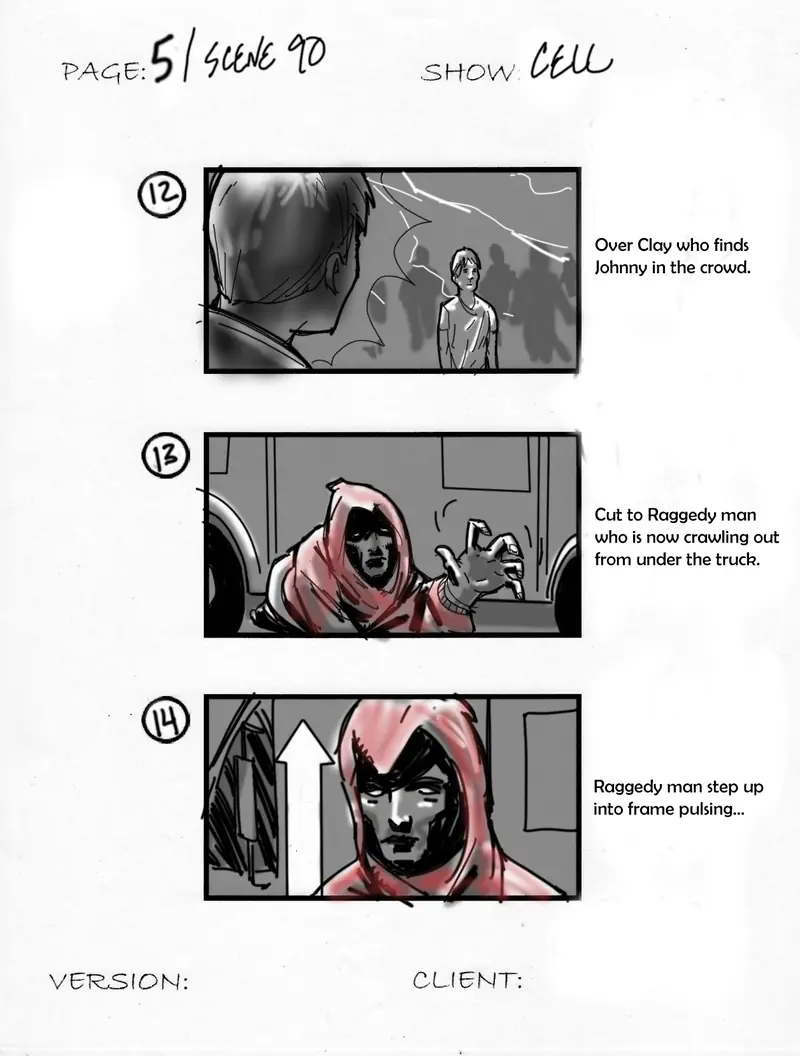 PAGE: 5/ SCENE 90
SHOW: CELL
12
Over Clay who finds
Johnny in the crowd.
13
Cut to Raggedy man
who is now crawling out
from under the truck.
14
Raggedy man step up
into frame pulsing...
VERSION:
CLIENT: